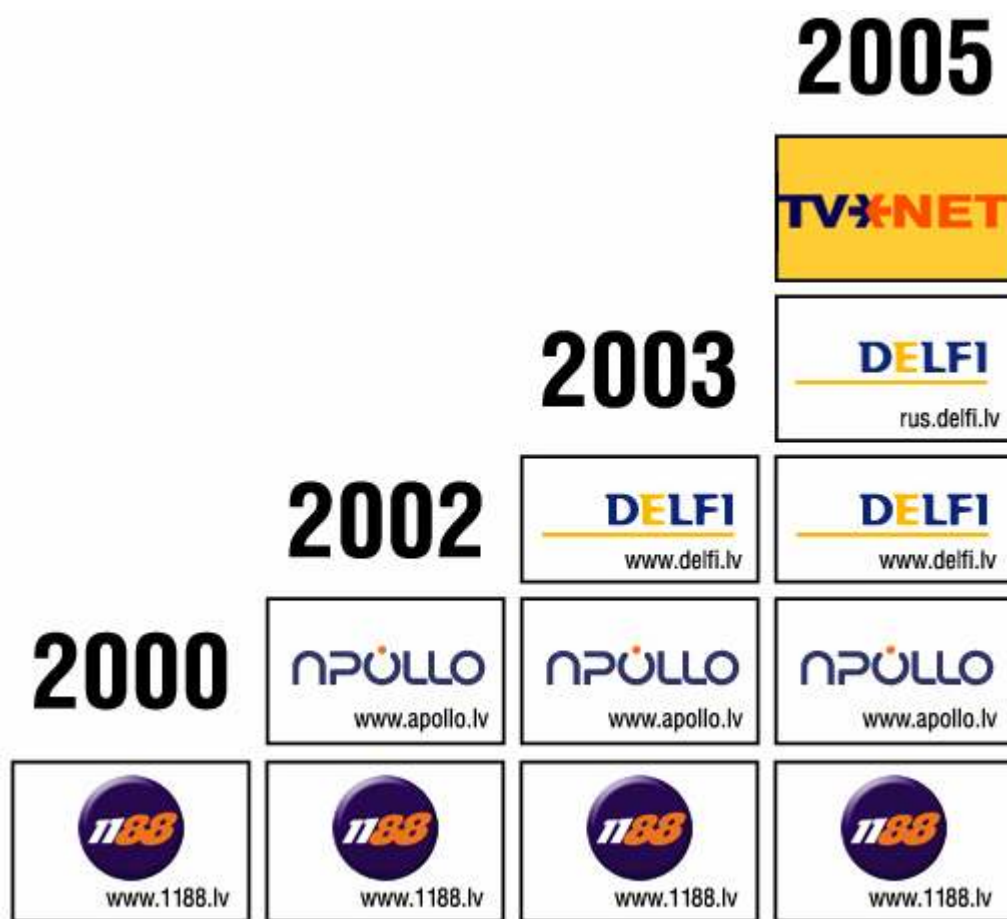 2005
TV NET
2003
DELFI
rus.delfi.lv
2002
DELFI
www.delfi.lv
DELFI
www.delfi.lv
2000
APOLLO
www.apollo.lv
APOLLO
www.apollo.lv
APOLLO
www.apollo.lv
1188
www.1188.lv
1188
www.1188.lv
1188
www.1188.lv
1188
www.1188.lv